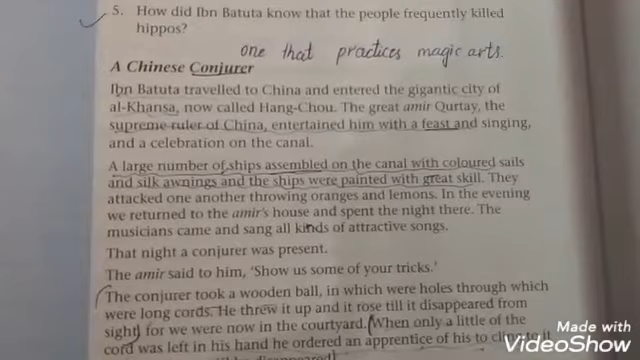 5. How did Ibn Batuta know that the people frequently killed
hippos?
one that practices magic arts.
A Chinese Conjurer
Ibn Batuta travelled to China and entered the gigantic city of
al-Khansa, now called Hang-Chou. The great amir Qurtay, the
supreme ruler of China, entertained him with a feast and singing,
and a celebration on the canal.
A large number of ships assembled on the canal with coloured sails
and silk awnings and the ships were painted with great skill. They
attacked one another throwing oranges and lemons. In the evening
we returned to the amir's house and spent the night there. The
musicians came and sang all kinds of attractive songs.
That night a conjurer was present.
The amir said to him, 'Show us some of your tricks.'
The conjurer took a wooden ball, in which were holes through which
were long cords. He threw it up and it rose till it disappeared from
sight, for we were now in the courtyard. When only a little of the
cord was left in his hand he ordered an apprentice of his to
disappeared
Made with
VideoShow